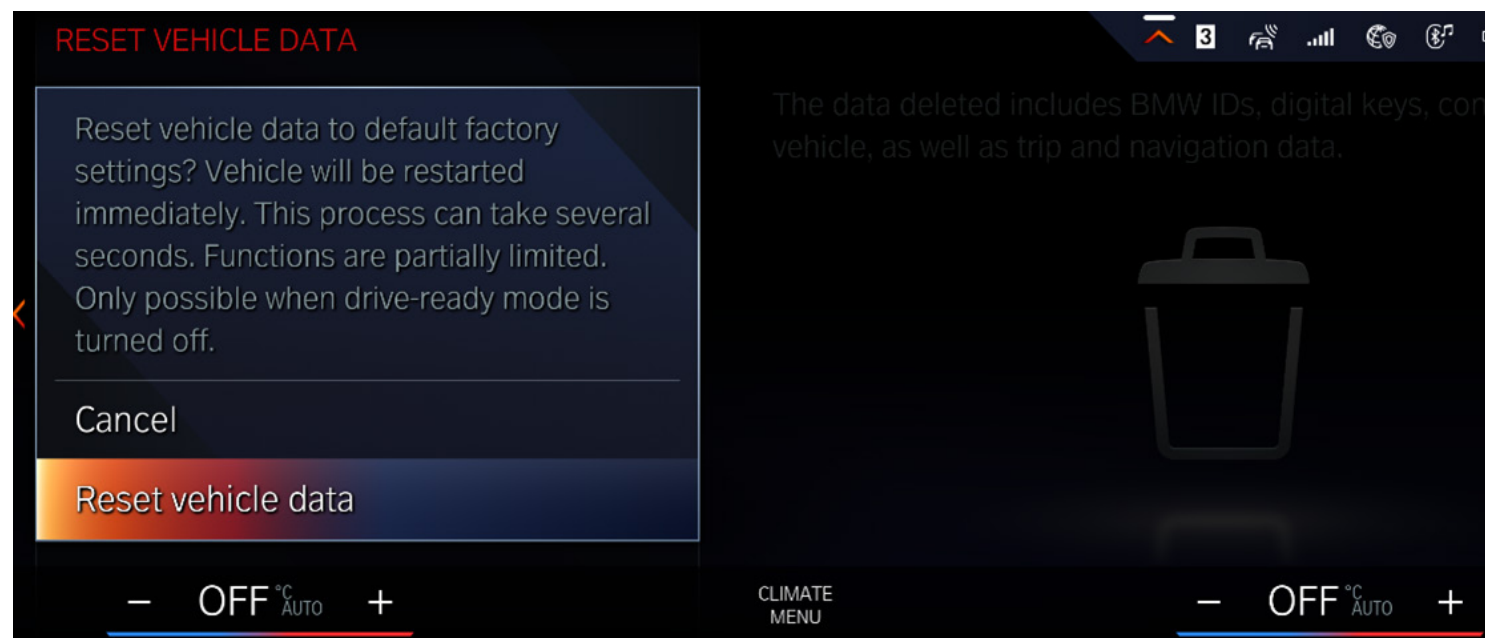 RESET VEHICLE DATA
3
The data deleted includes BMW IDs, digital keys,
vehicle, as well as trip and navigation data.
Reset vehicle data to default factory
settings? Vehicle will be restarted
immediately. This process can take several
seconds. Functions are partially limited.
Only possible when drive-ready mode is
turned off.
Cancel
Reset vehicle data
− OFF °C AUTO +
CLIMATE
MENU
− OFF °C AUTO +